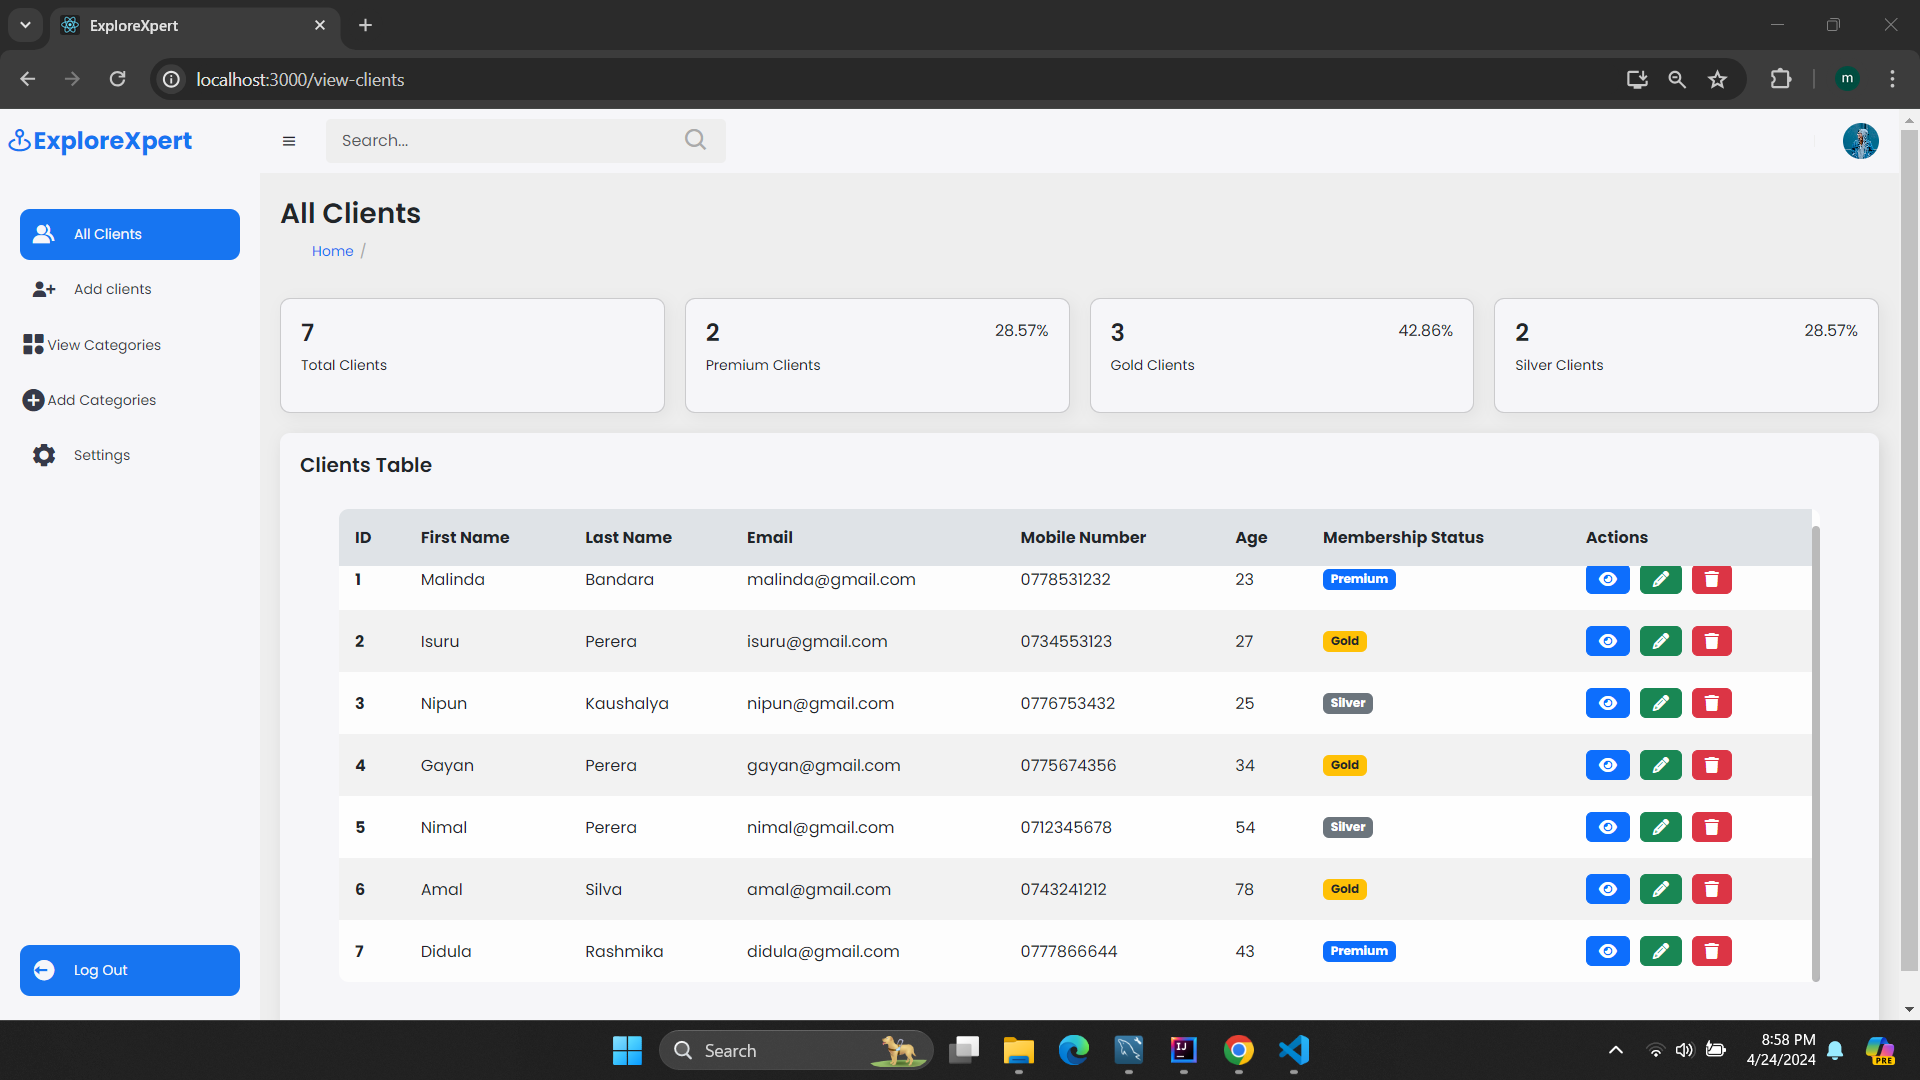 ExploreXpert
localhost:3000/view-clients
m
ExploreXpert
Search...
All Clients
Add clients
View Categories
Add Categories
Settings
Log Out
All Clients
Home /
7
Total Clients
2 28.57%
Premium Clients
3 42.86%
Gold Clients
2 28.57%
Silver Clients
Clients Table
ID First Name Last Name Email Mobile Number Age Membership Status Actions
1 Malinda Bandara malinda@gmail.com 0778531232 23 Premium
2 Isuru Perera isuru@gmail.com 0734553123 27 Gold
3 Nipun Kaushalya nipun@gmail.com 0776753432 25 Silver
4 Gayan Perera gayan@gmail.com 0775674356 34 Gold
5 Nimal Perera nimal@gmail.com 0712345678 54 Silver
6 Amal Silva amal@gmail.com 0743241212 78 Gold
7 Didula Rashmika didula@gmail.com 0777866644 43 Premium
Search
IJ
8:58 PM
4/24/2024
PRE